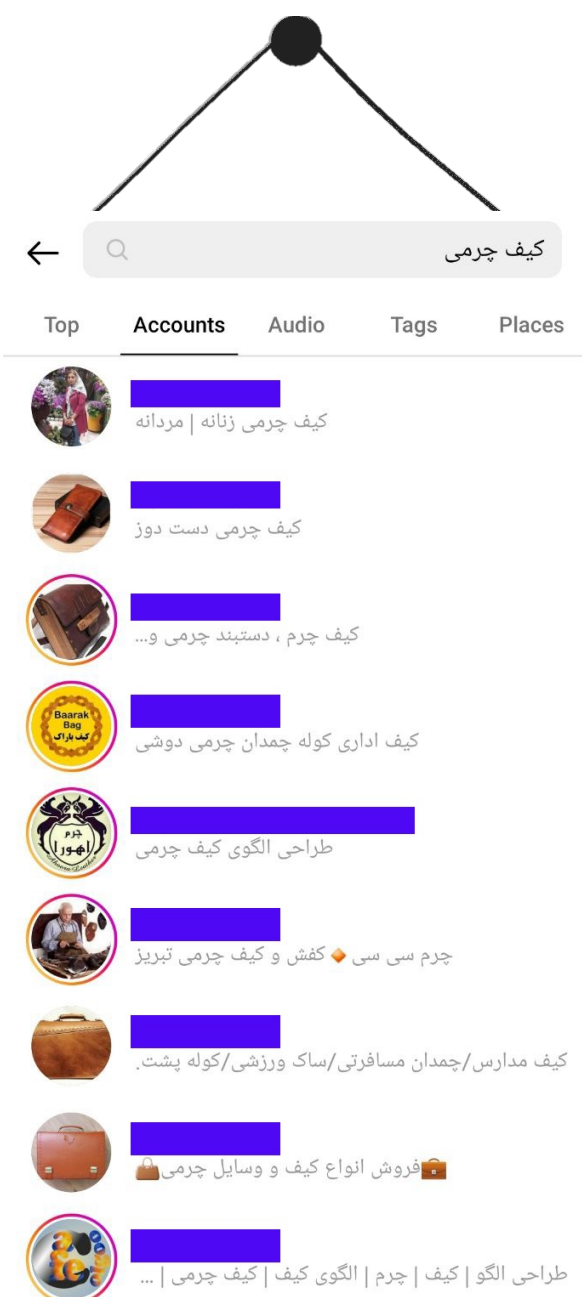 کیف چرمی
Top Accounts Audio Tags Places
کیف چرمی زنانه | مردانه
کیف چرمی دست دوز
کیف چرم ، دستبند چرمی و...
Baarak
Bag
کیف باراک
کیف اداری کوله چمدان چرمی دوشی
چرم
اهورا
Ahoora Leather
طراحی الگوی کیف چرمی
چرم سی سی🔸کفش و کیف چرمی تبریز
کیف مدارس/چمدان مسافرتی/ساک ورزشی/کوله پشت.
💼فروش انواع کیف و وسایل چرمی👜
طراحی الگو | کیف | چرم | الگوی کیف | کیف چرمی | ...